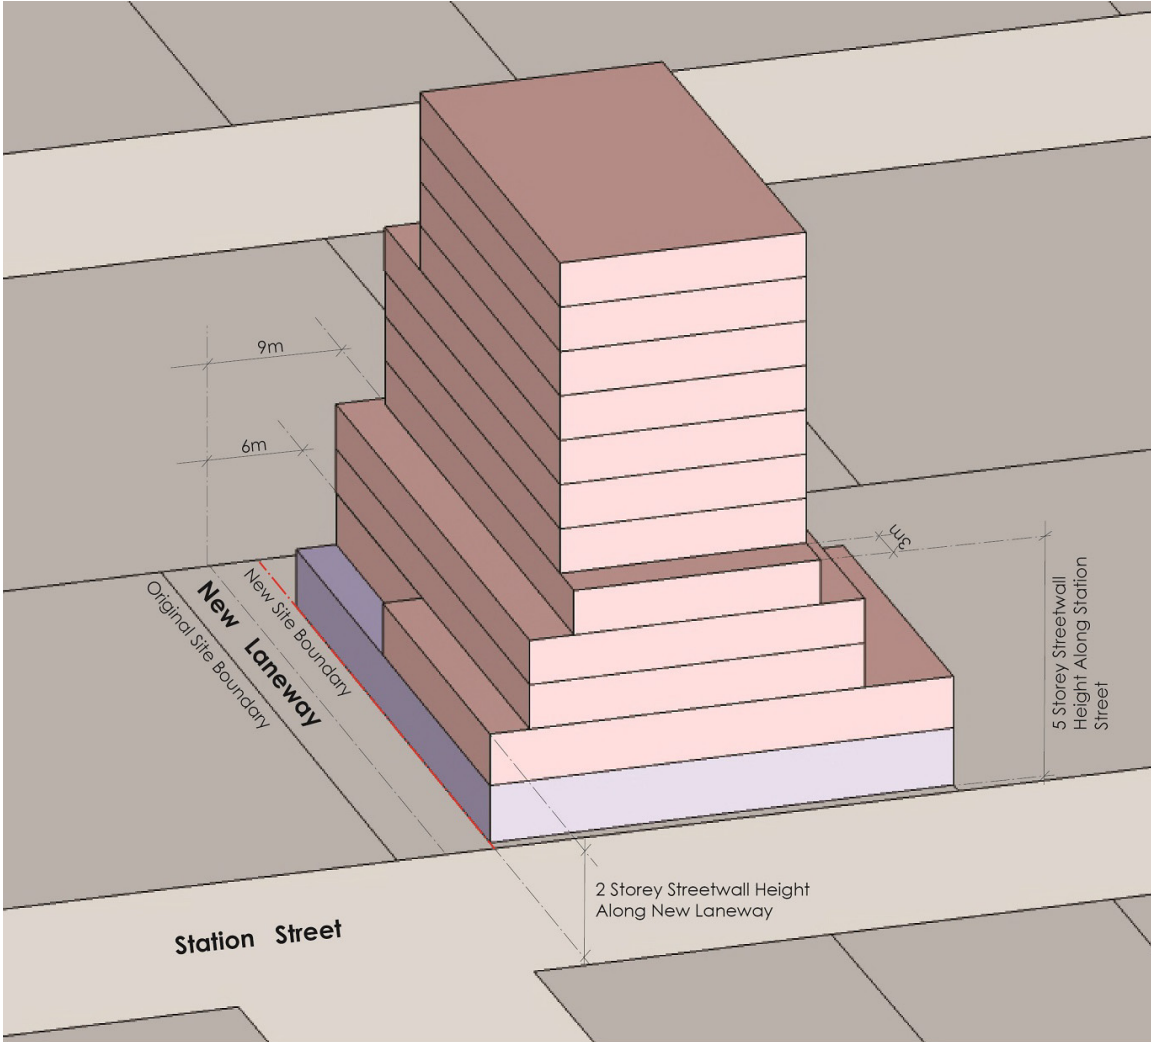 9m
6m
3m
New Site Boundary
New Laneway
Original Site Boundary
5 Storey Streetwall
Height Along Station
Street
2 Storey Streetwall Height
Along New Laneway
Station Street